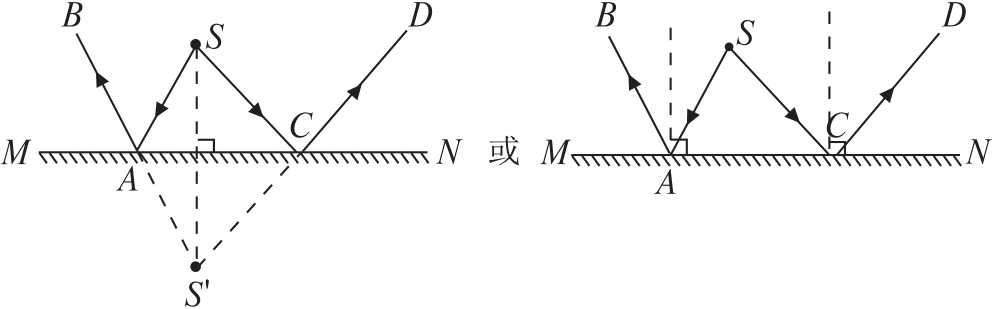 B S D B S D
C C
M N 或 M N
A A
S'